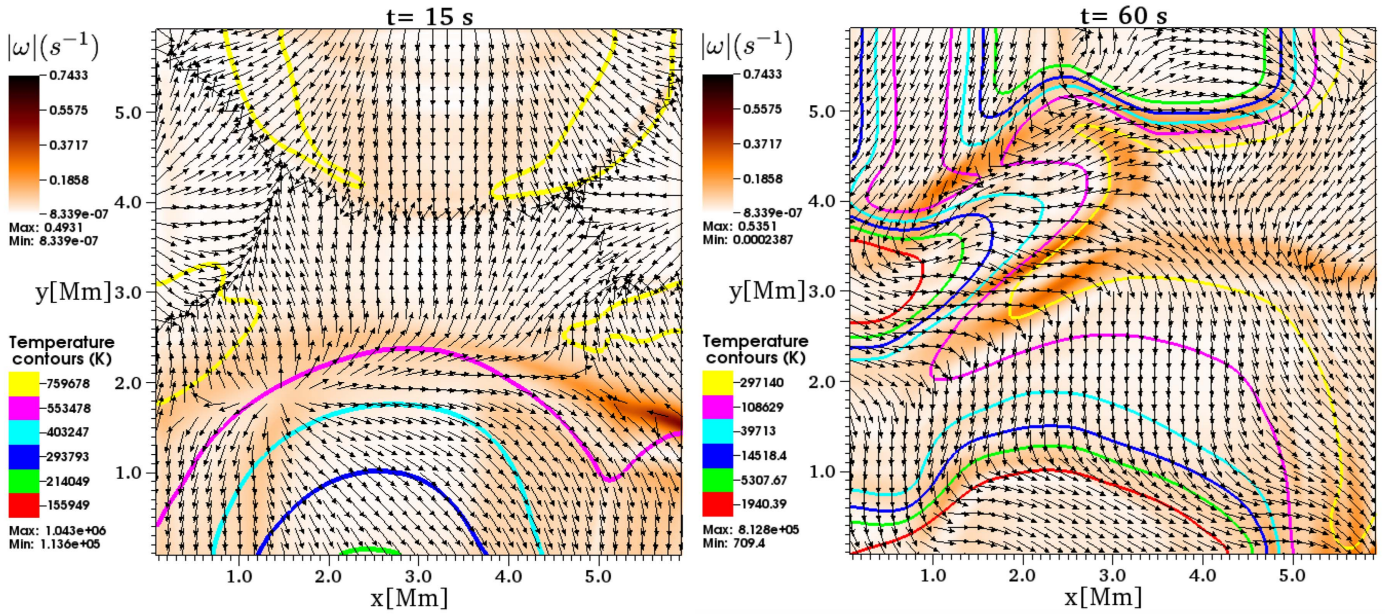 t= 15 s
|ω|(s⁻¹)
0.7433
0.5575
0.3717
0.1858
8.339e-07
Max: 0.4931
Min: 8.339e-07
Temperature
contours (K)
759678
553478
403247
293793
214049
155949
Max: 1.043e+06
Min: 1.136e+05
y[Mm]
5.0
4.0
3.0
2.0
1.0
1.0 2.0 3.0 4.0 5.0
x[Mm]
t= 60 s
|ω|(s⁻¹)
0.7433
0.5575
0.3717
0.1858
8.339e-07
Max: 0.5351
Min: 0.0002387
Temperature
contours (K)
297140
108629
39713
14518.4
5307.67
1940.39
Max: 8.128e+05
Min: 709.4
y[Mm]
5.0
4.0
3.0
2.0
1.0
1.0 2.0 3.0 4.0 5.0
x[Mm]